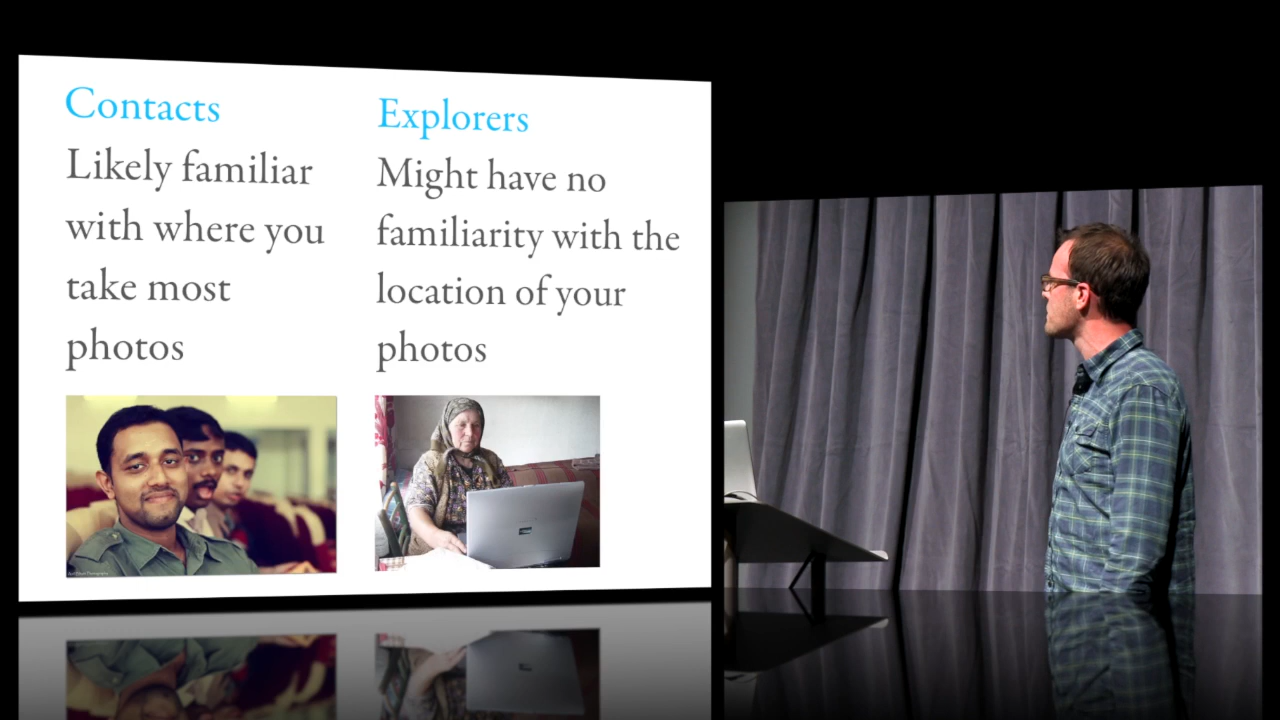 Contacts
Likely familiar
with where you
take most
photos
Explorers
Might have no
familiarity with the
location of your
photos